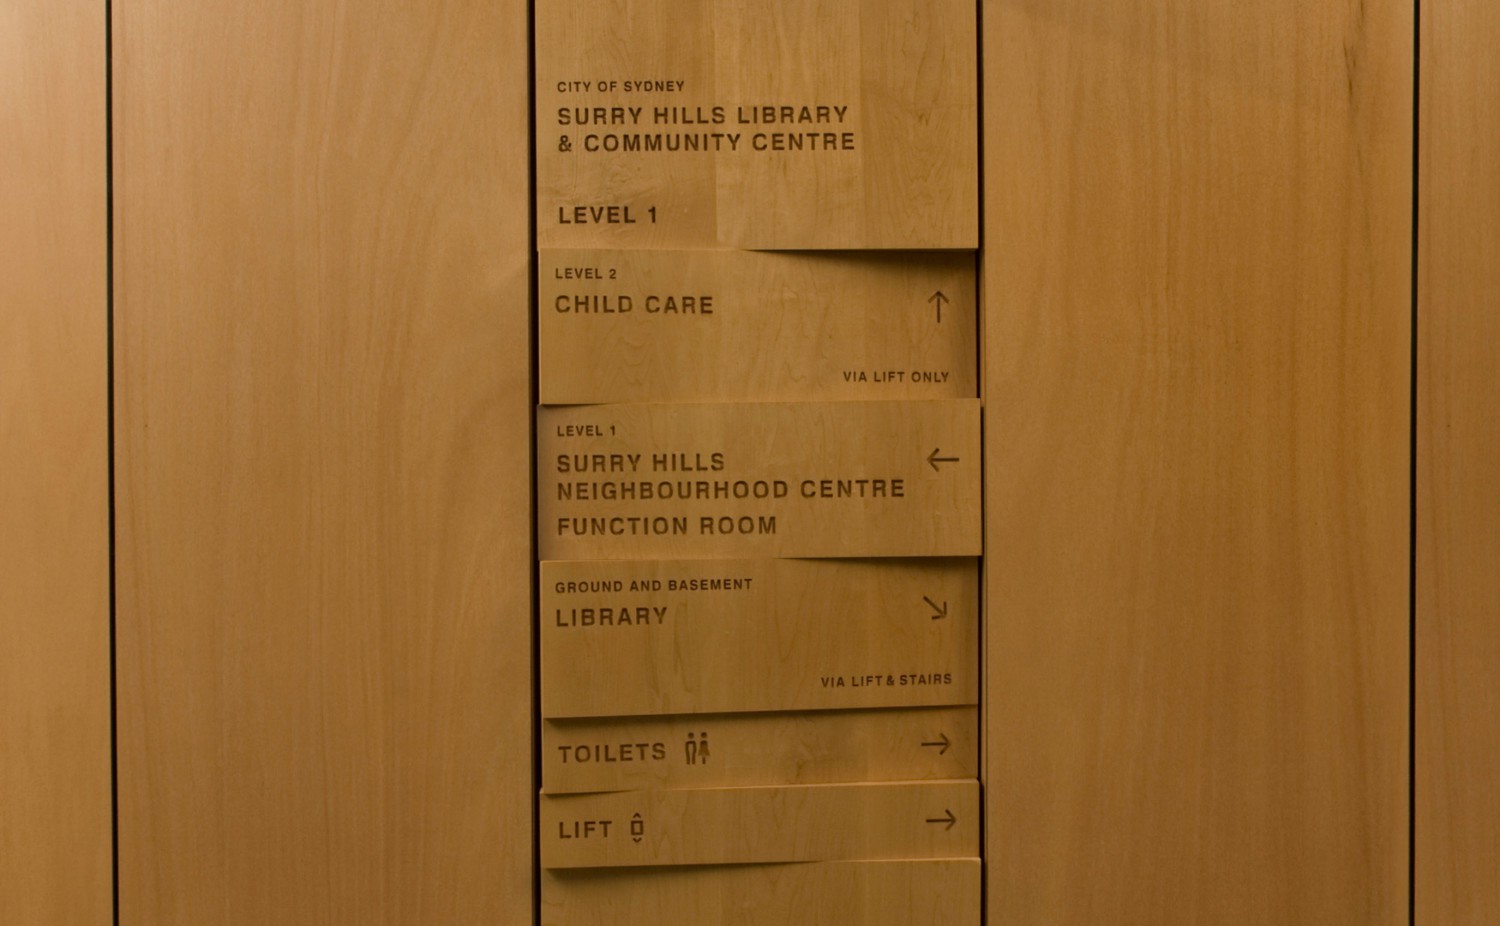 CITY OF SYDNEY
SURRY HILLS LIBRARY
& COMMUNITY CENTRE
LEVEL 1
LEVEL 2
CHILD CARE
VIA LIFT ONLY
LEVEL 1
SURRY HILLS
NEIGHBOURHOOD CENTRE
FUNCTION ROOM
GROUND AND BASEMENT
LIBRARY
VIA LIFT & STAIRS
TOILETS
LIFT